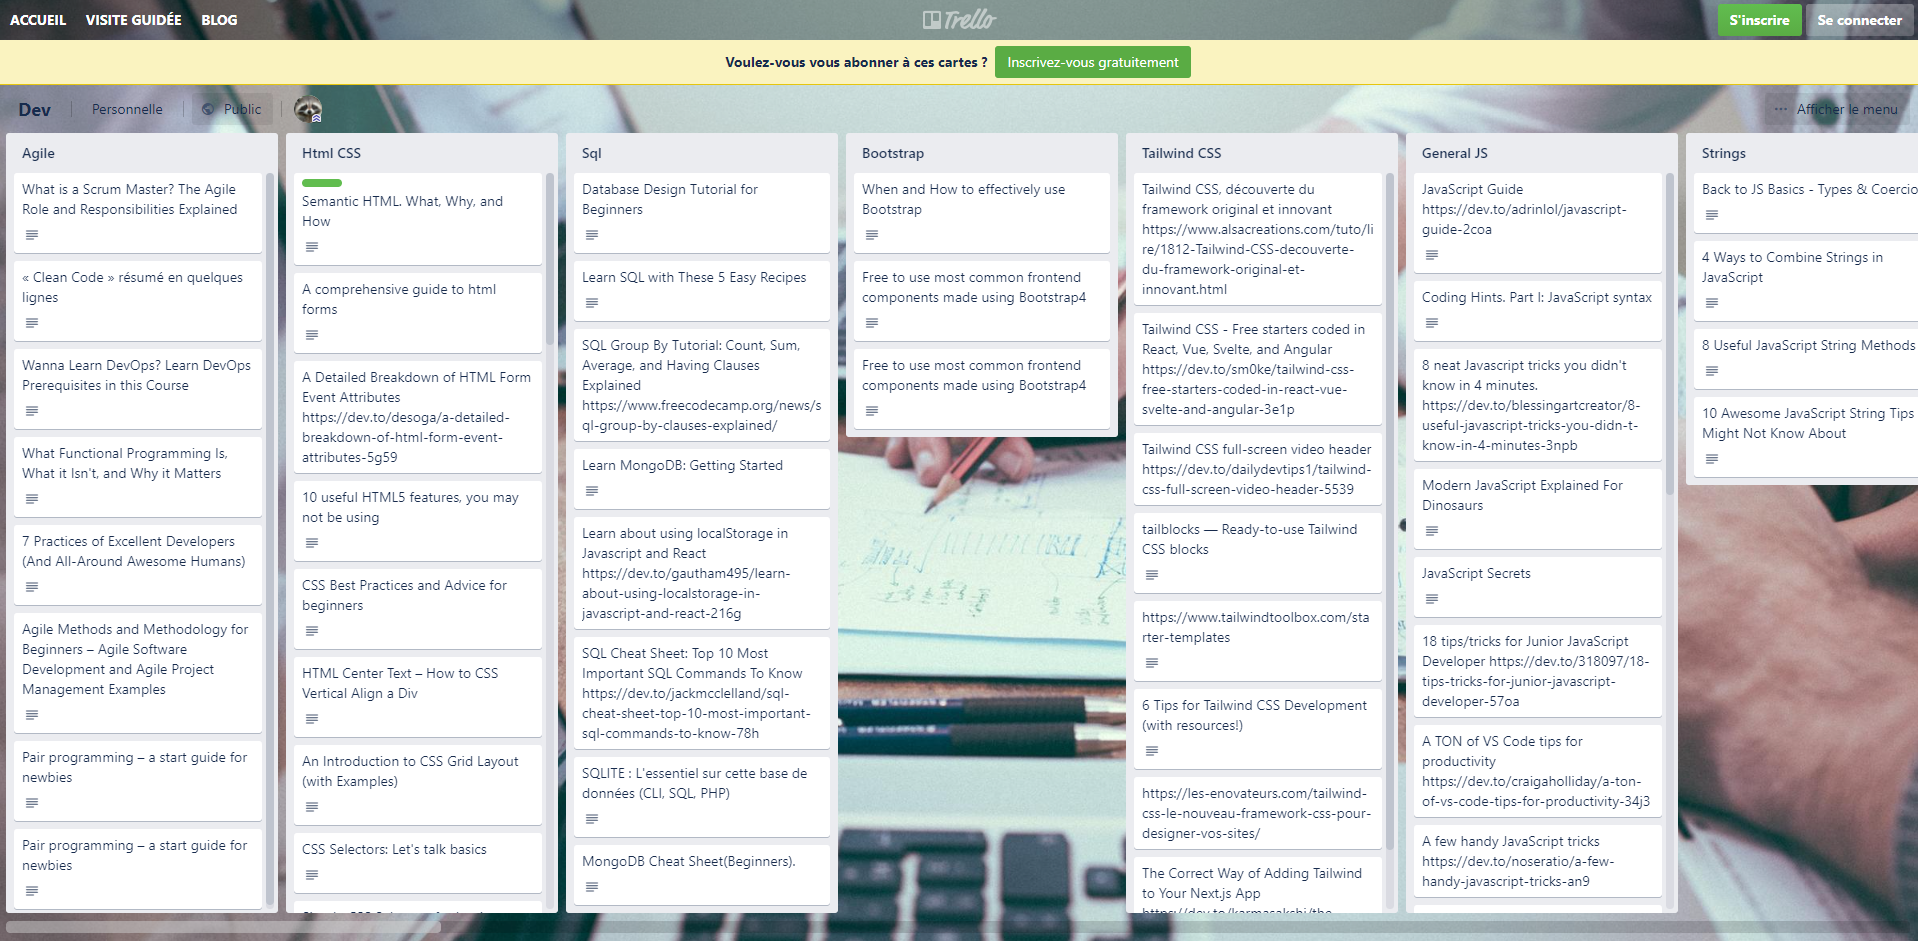 ACCUEIL VISITE GUIDÉE BLOG
Trello
S'inscrire Se connecter
Voulez-vous vous abonner à ces cartes ? Inscrivez-vous gratuitement
Dev Personnelle Public
Afficher le menu
Agile
What is a Scrum Master? The Agile
Role and Responsibilities Explained
« Clean Code » résumé en quelques
lignes
Wanna Learn DevOps? Learn DevOps
Prerequisites in this Course
What Functional Programming Is,
What it Isn't, and Why it Matters
7 Practices of Excellent Developers
(And All-Around Awesome Humans)
Agile Methods and Methodology for
Beginners – Agile Software
Development and Agile Project
Management Examples
Pair programming – a start guide for
newbies
Pair programming – a start guide for
newbies
Html CSS
Semantic HTML. What, Why, and
How
A comprehensive guide to html
forms
A Detailed Breakdown of HTML Form
Event Attributes
https://dev.to/desoga/a-detailed-
breakdown-of-html-form-event-
attributes-5g59
10 useful HTML5 features, you may
not be using
CSS Best Practices and Advice for
beginners
HTML Center Text – How to CSS
Vertical Align a Div
An Introduction to CSS Grid Layout
(with Examples)
CSS Selectors: Let's talk basics
Sql
Database Design Tutorial for
Beginners
Learn SQL with These 5 Easy Recipes
SQL Group By Tutorial: Count, Sum,
Average, and Having Clauses
Explained
https://www.freecodecamp.org/news/s
ql-group-by-clauses-explained/
Learn MongoDB: Getting Started
Learn about using localStorage in
Javascript and React
https://dev.to/gautham495/learn-
about-using-localstorage-in-
javascript-and-react-216g
SQL Cheat Sheet: Top 10 Most
Important SQL Commands To Know
https://dev.to/jackmcclelland/sql-
cheat-sheet-top-10-most-important-
sql-commands-to-know-78h
SQLITE : L'essentiel sur cette base de
données (CLI, SQL, PHP)
MongoDB Cheat Sheet(Beginners).
Bootstrap
When and How to effectively use
Bootstrap
Free to use most common frontend
components made using Bootstrap4
Free to use most common frontend
components made using Bootstrap4
Tailwind CSS
Tailwind CSS, découverte du
framework original et innovant
https://www.alsacreations.com/tuto/li
re/1812-Tailwind-CSS-decouverte-
du-framework-original-et-
innovant.html
Tailwind CSS - Free starters coded in
React, Vue, Svelte, and Angular
https://dev.to/sm0ke/tailwind-css-
free-starters-coded-in-react-vue-
svelte-and-angular-3e1p
Tailwind CSS full-screen video header
https://dev.to/dailydevtips1/tailwind-
css-full-screen-video-header-5539
tailblocks — Ready-to-use Tailwind
CSS blocks
https://www.tailwindtoolbox.com/sta
rter-templates
6 Tips for Tailwind CSS Development
(with resources!)
https://les-enovateurs.com/tailwind-
css-le-nouveau-framework-css-pour-
designer-vos-sites/
The Correct Way of Adding Tailwind
to Your Next.js App
General JS
JavaScript Guide
https://dev.to/adrinlol/javascript-
guide-2coa
Coding Hints. Part I: JavaScript syntax
8 neat Javascript tricks you didn't
know in 4 minutes.
https://dev.to/blessingartcreator/8-
useful-javascript-tricks-you-didn-t-
know-in-4-minutes-3npb
Modern JavaScript Explained For
Dinosaurs
JavaScript Secrets
18 tips/tricks for Junior JavaScript
Developer https://dev.to/318097/18-
tips-tricks-for-junior-javascript-
developer-57oa
A TON of VS Code tips for
productivity
https://dev.to/craigaholliday/a-ton-
of-vs-code-tips-for-productivity-34j3
A few handy JavaScript tricks
https://dev.to/noseratio/a-few-
handy-javascript-tricks-an9
Strings
Back to JS Basics - Types & Coercio
4 Ways to Combine Strings in
JavaScript
8 Useful JavaScript String Methods
10 Awesome JavaScript String Tips
Might Not Know About